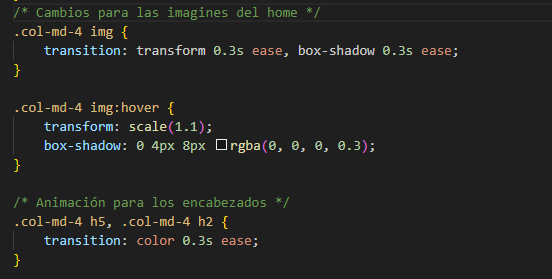 /* Cambios para las imagines del home */
.col-md-4 img {
    transition: transform 0.3s ease, box-shadow 0.3s ease;
}

.col-md-4 img:hover {
    transform: scale(1.1);
    box-shadow: 0 4px 8px rgba(0, 0, 0, 0.3);
}

/* Animación para los encabezados */
.col-md-4 h5, .col-md-4 h2 {
    transition: color 0.3s ease;
}